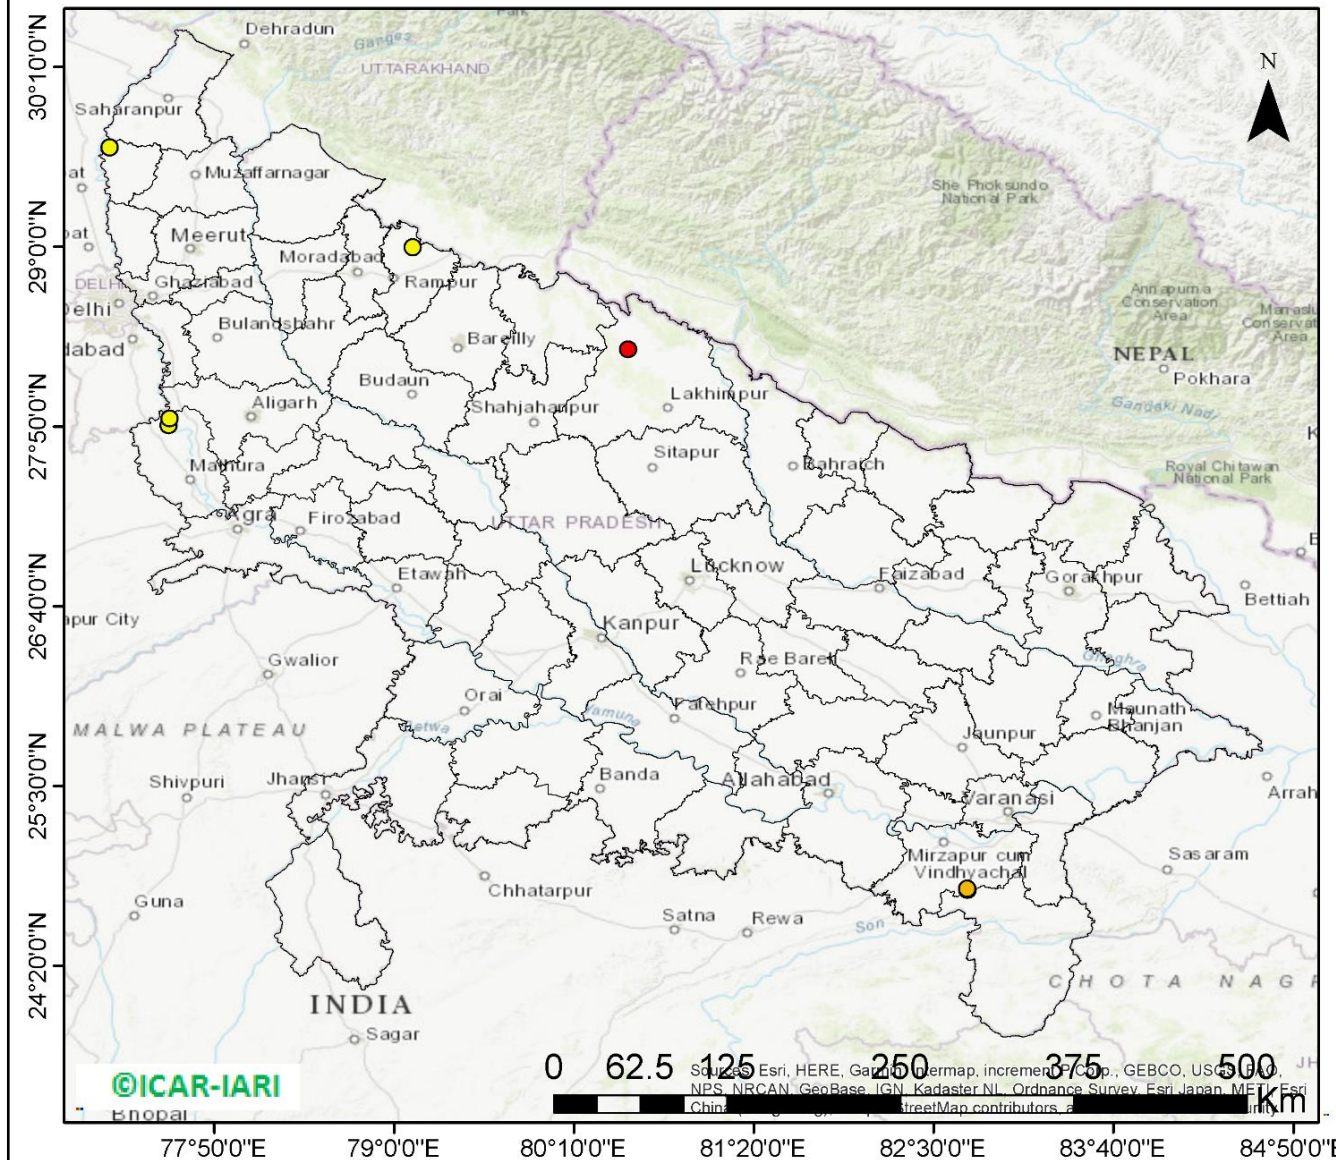 Dehradun
Ganges
UTTARAKHAND
N
30°10'0"N
Saharanpur
Muzaffarnagar
She Phoksundo
National Park
29°0'0"N
Meerut
Moradabad
Ghaziabad
Rampur
Annapurna
Conservation
Area
Bulandshahr
Bareilly
NEPAL
Pokhara
Budaun
Aligarh
Shahjahanpur
Lakhimpur
Gandaki Nadi
27°50'0"N
Mathura
Sitapur
Bahraich
Royal Chitawan
National Park
Agra
Firozabad
UTTAR PRADESH
Etawah
Lucknow
Faizabad
Gorakhpur
Bettiah
26°40'0"N
Kanpur
Gwalior
Rae Bareli
Ghaghra
Orai
Yamuna
Fatehpur
Betwa
Maunath
Bhanjan
MALWA PLATEAU
Jaunpur
Shivpuri
Jhansi
Banda
Allahabad
25°30'0"N
Varanasi
Arrah
Mirzapur cum
Vindhyachal
Sasaram
Chhatarpur
Guna
Satna
Rewa
Son
24°20'0"N
INDIA
Sagar
0 62.5 125 250 375 500
Km
©ICAR-IARI
Bhopal
77°50'0"E 79°0'0"E 80°10'0"E 81°20'0"E 82°30'0"E 83°40'0"E 84°50'0"E